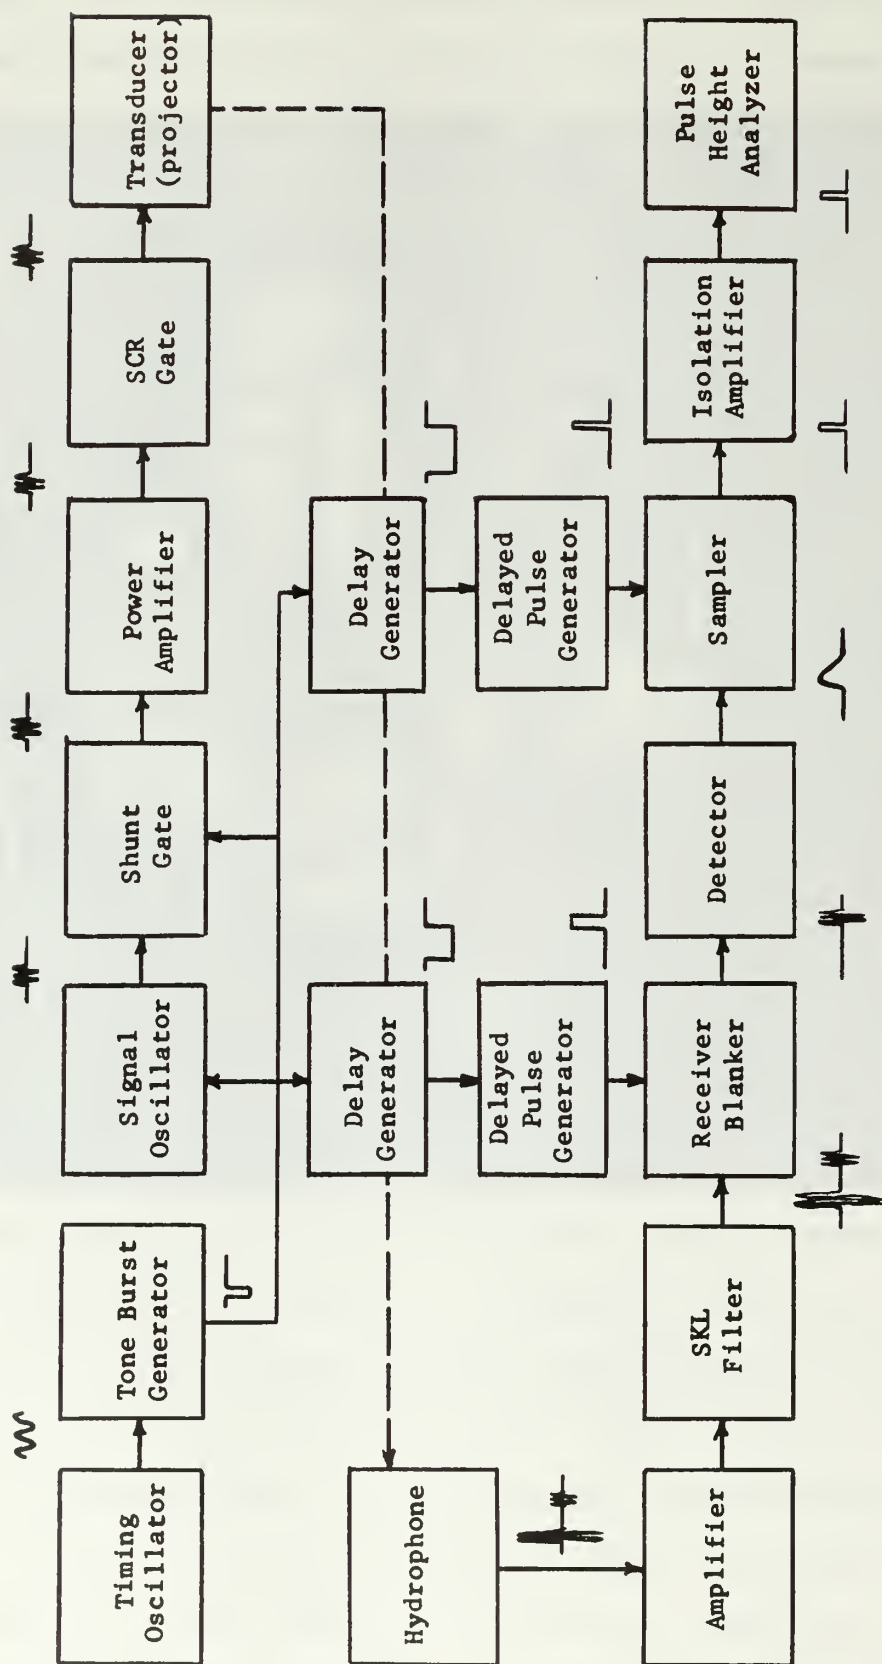 Timing
Oscillator
Tone Burst
Generator
Signal
Oscillator
Shunt
Gate
Power
Amplifier
SCR
Gate
Transducer
(projector)
Hydrophone
Delay
Generator
Delay
Generator
Delayed
Pulse
Generator
Delayed
Pulse
Generator
Amplifier
SKL
Filter
Receiver
Blanker
Detector
Sampler
Isolation
Amplifier
Pulse
Height
Analyzer